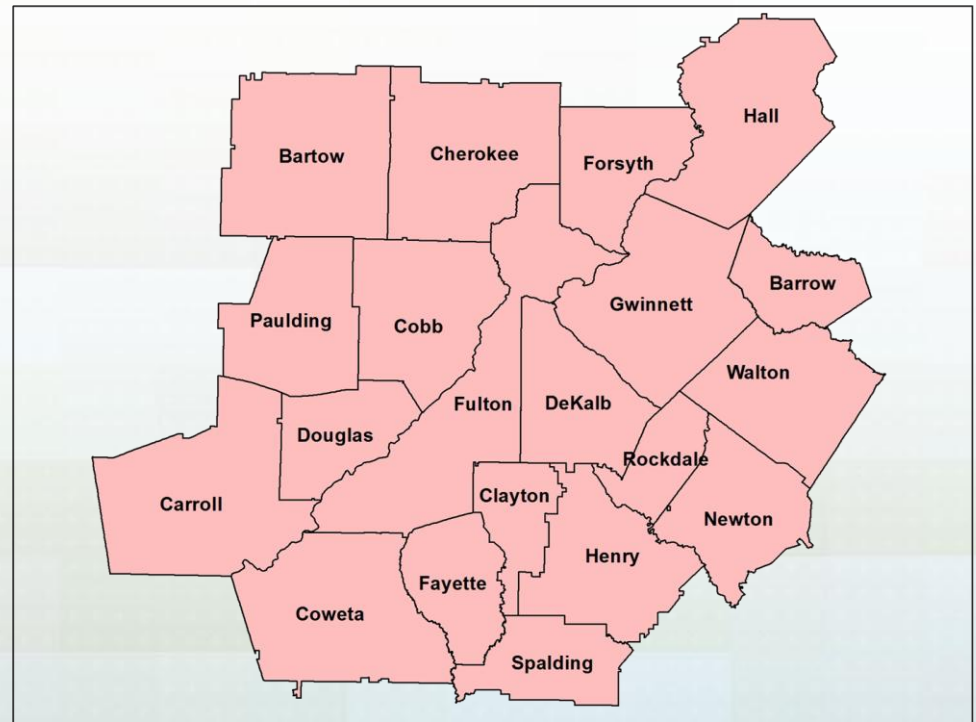 Hall
Bartow
Cherokee
Forsyth
Barrow
Gwinnett
Paulding
Cobb
Walton
Fulton
DeKalb
Douglas
Rockdale
Carroll
Clayton
Newton
Henry
Fayette
Coweta
Spalding